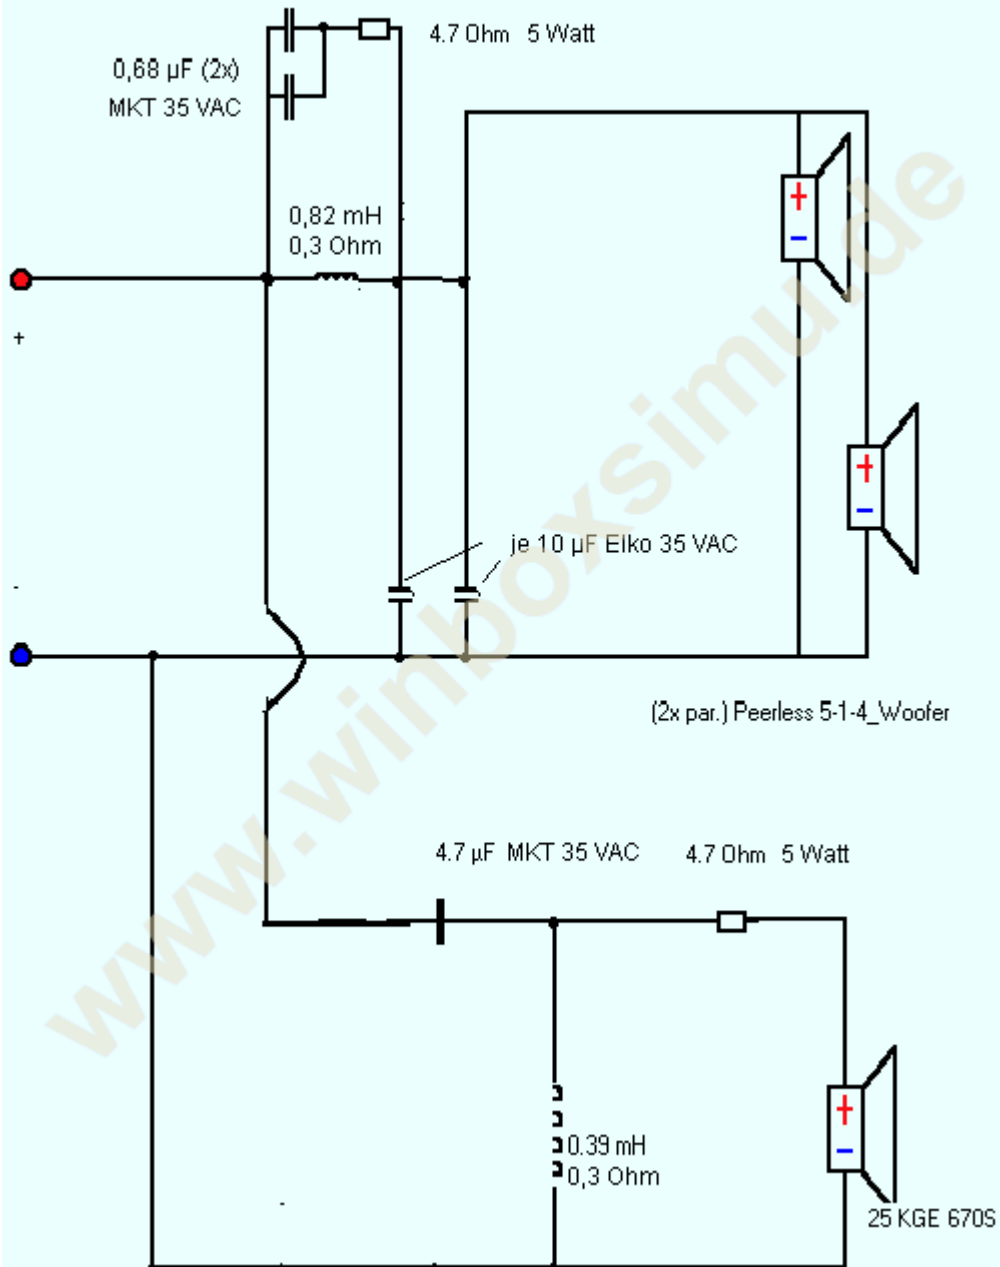 4.7 Ohm 5 Watt
0,68 µF (2x)
MKT 35 VAC
0,82 mH
0,3 Ohm
+
-
+
-
+
-
je 10 µF Elko 35 VAC
(2x par.) Peerless 5-1-4_Woofer
4.7 µF MKT 35 VAC
4.7 Ohm 5 Watt
0.39 mH
0,3 Ohm
+
-
25 KGE 670S
www.winboxsimu.de